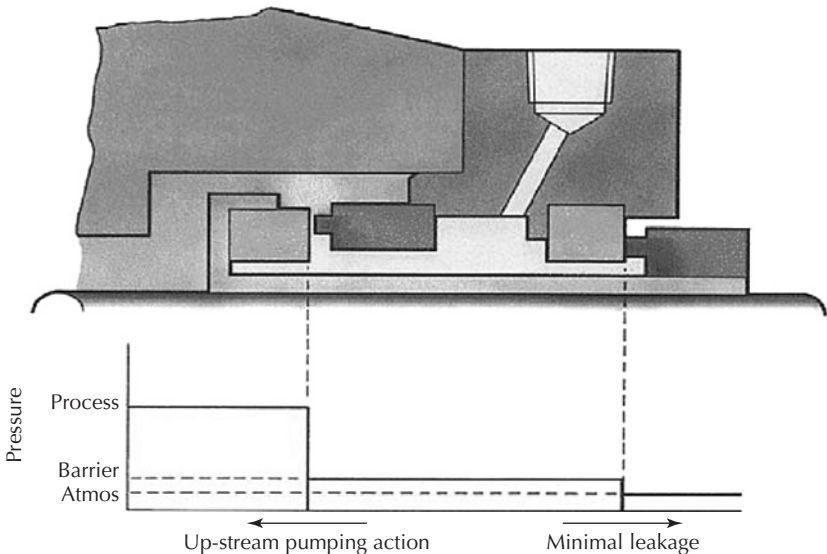 Pressure
Process
Barrier
Atmos
Up-stream pumping action
Minimal leakage